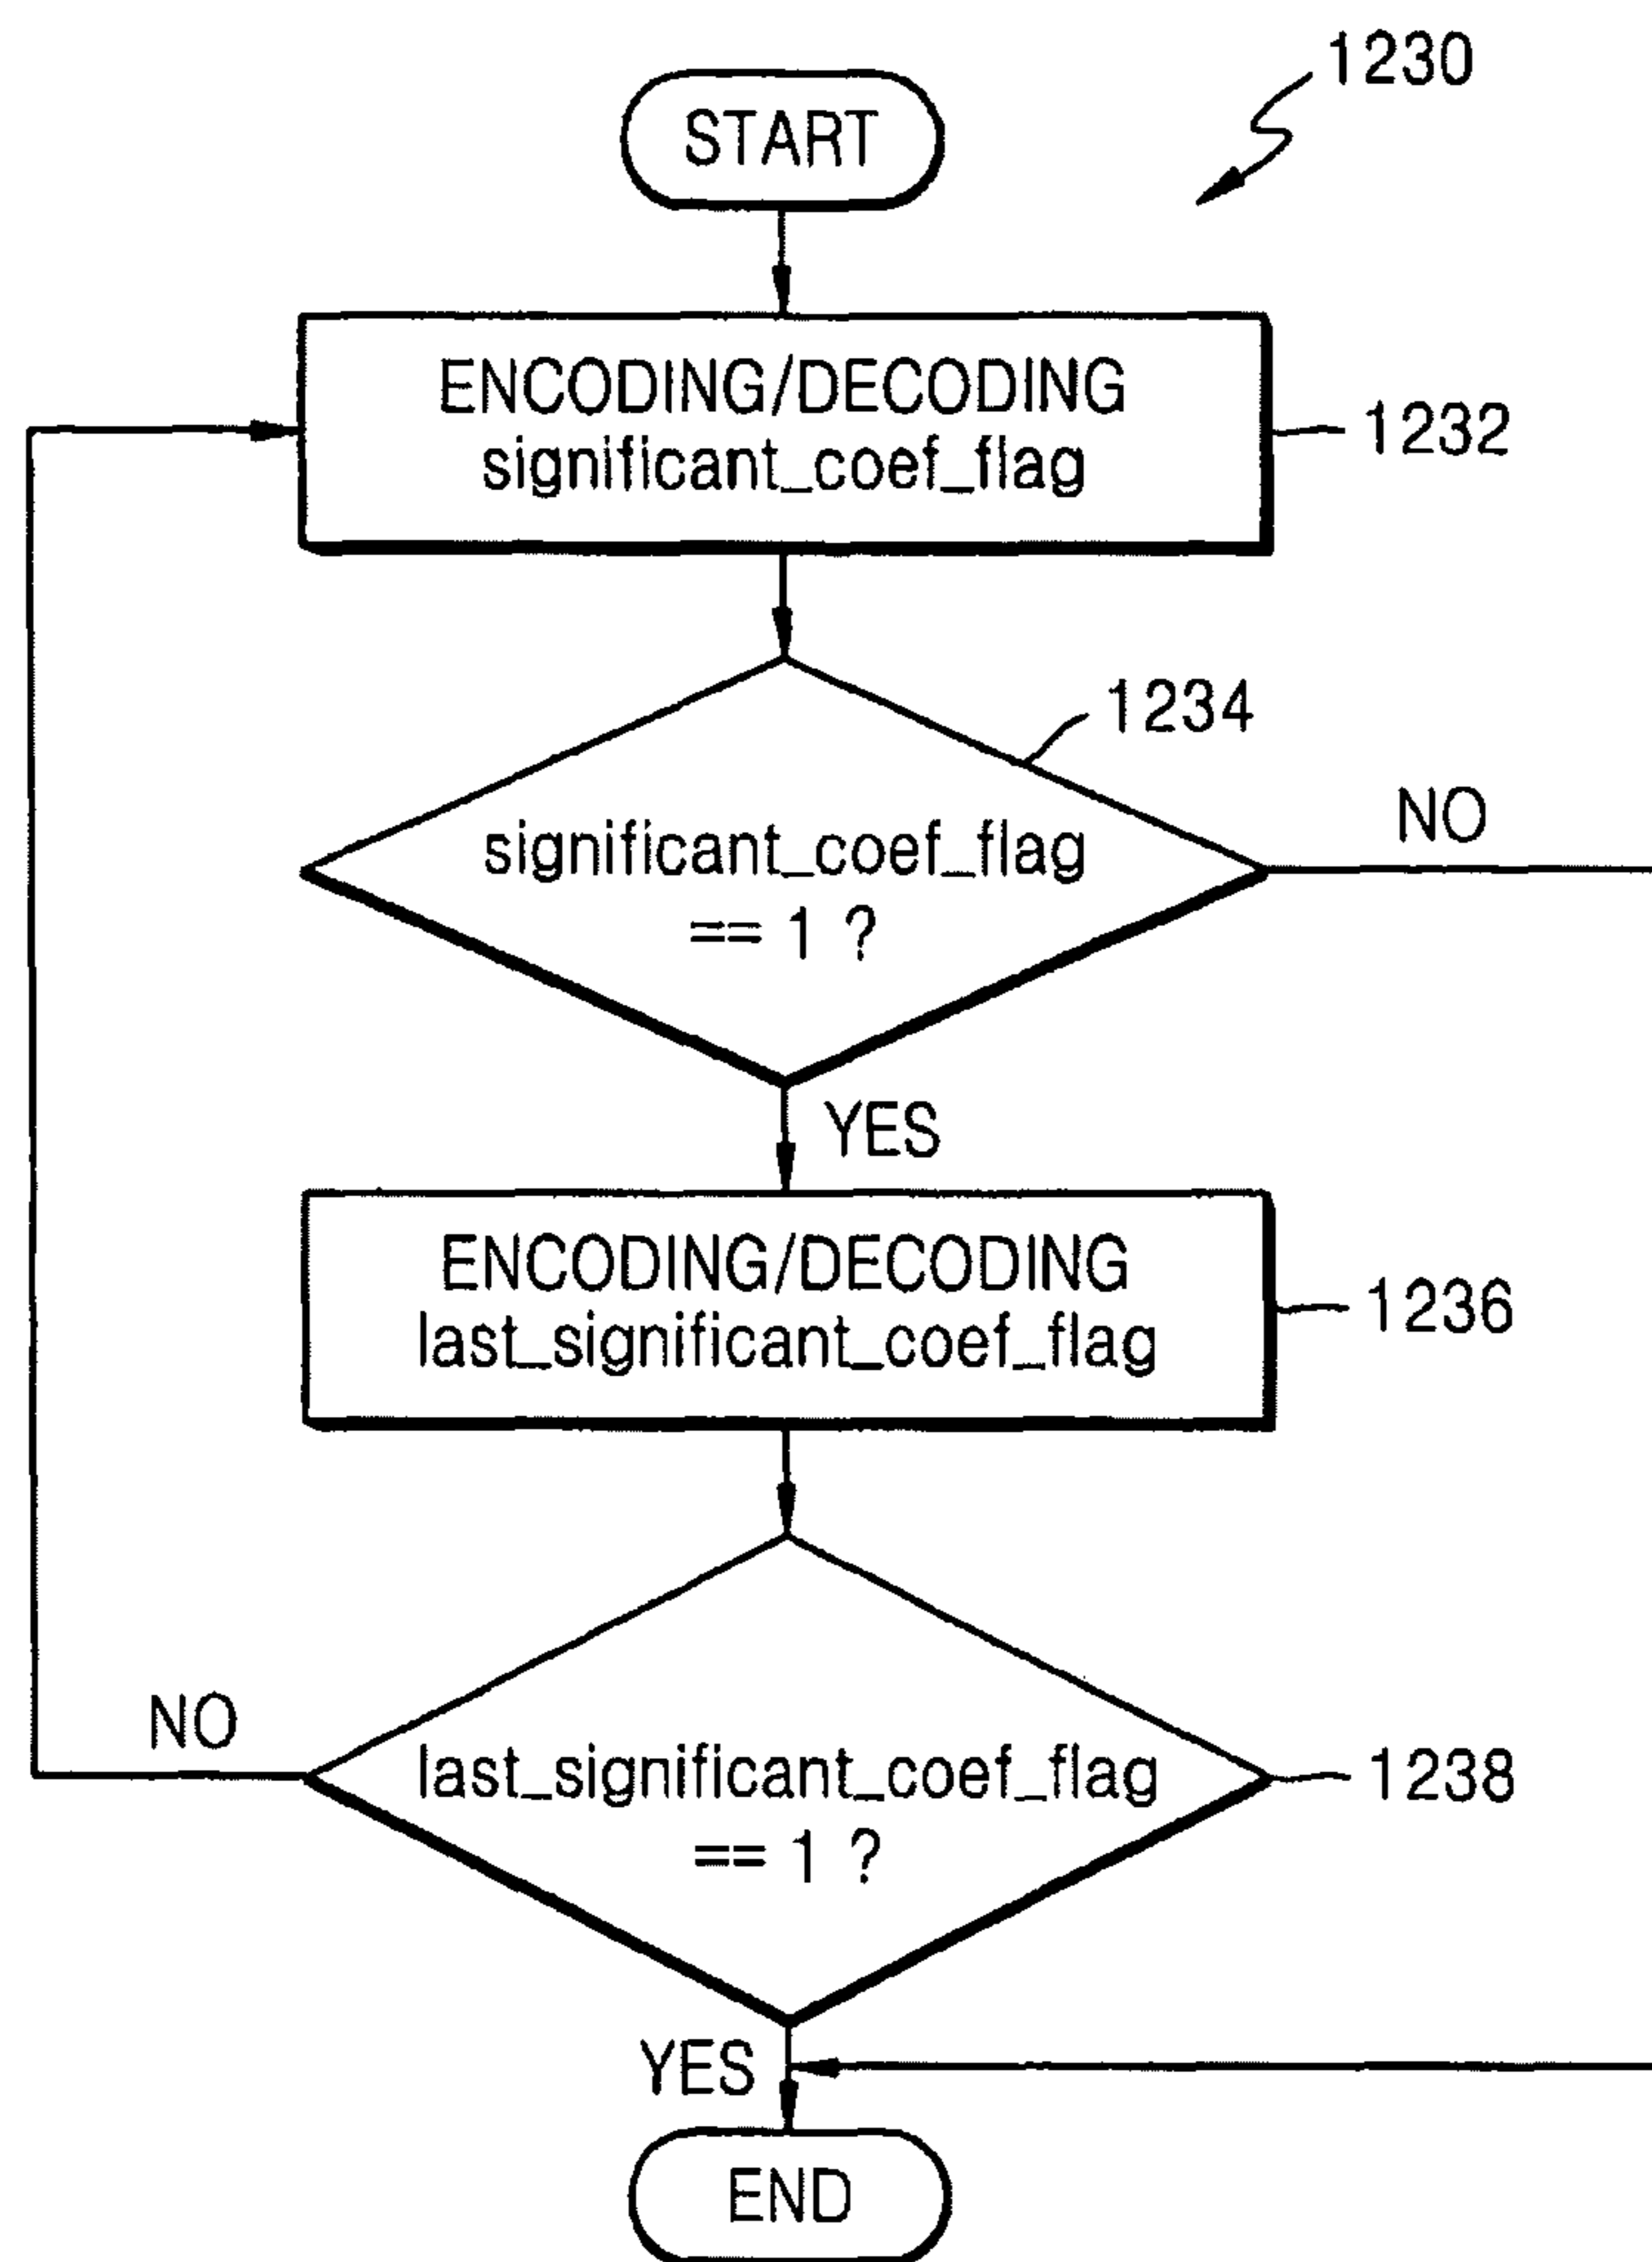 1230
START
ENCODING/DECODING
significant_coef_flag
1232
1234
significant_coef_flag
== 1 ?
NO
YES
ENCODING/DECODING
last_significant_coef_flag
1236
NO
last_significant_coef_flag
== 1 ?
1238
YES
END